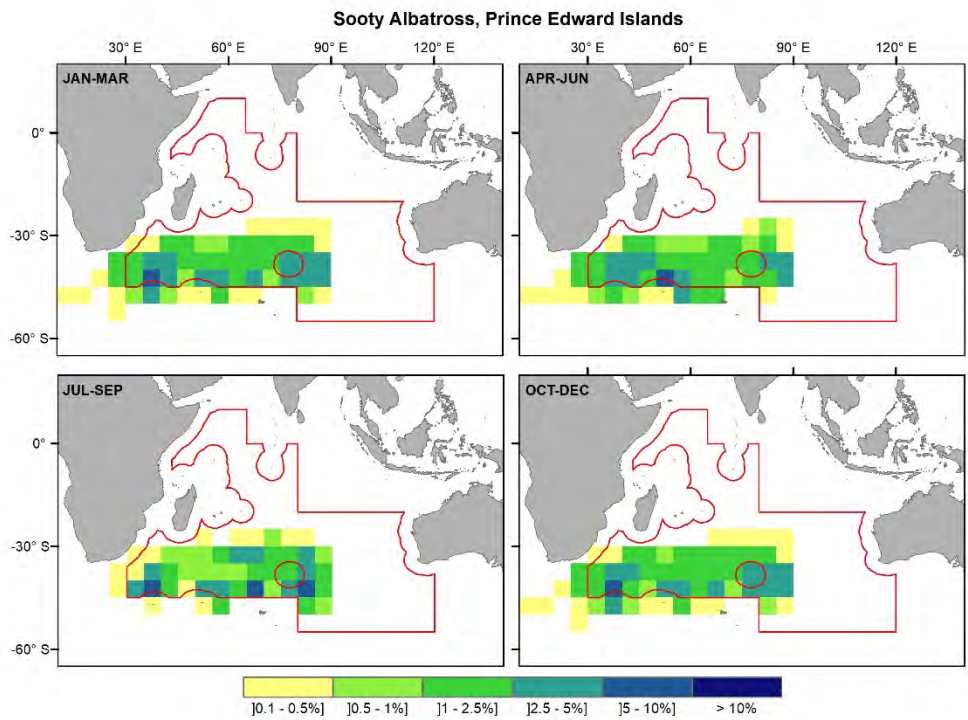 Sooty Albatross, Prince Edward Islands
30° E 60° E 90° E 120° E 30° E 60° E 90° E 120° E
JAN-MAR APR-JUN
0°
-30° S
-60° S
JUL-SEP OCT-DEC
0°
-30° S
-60° S
]0.1 - 0.5%] ]0.5 - 1%] ]1 - 2.5%] ]2.5 - 5%] ]5 - 10%] > 10%